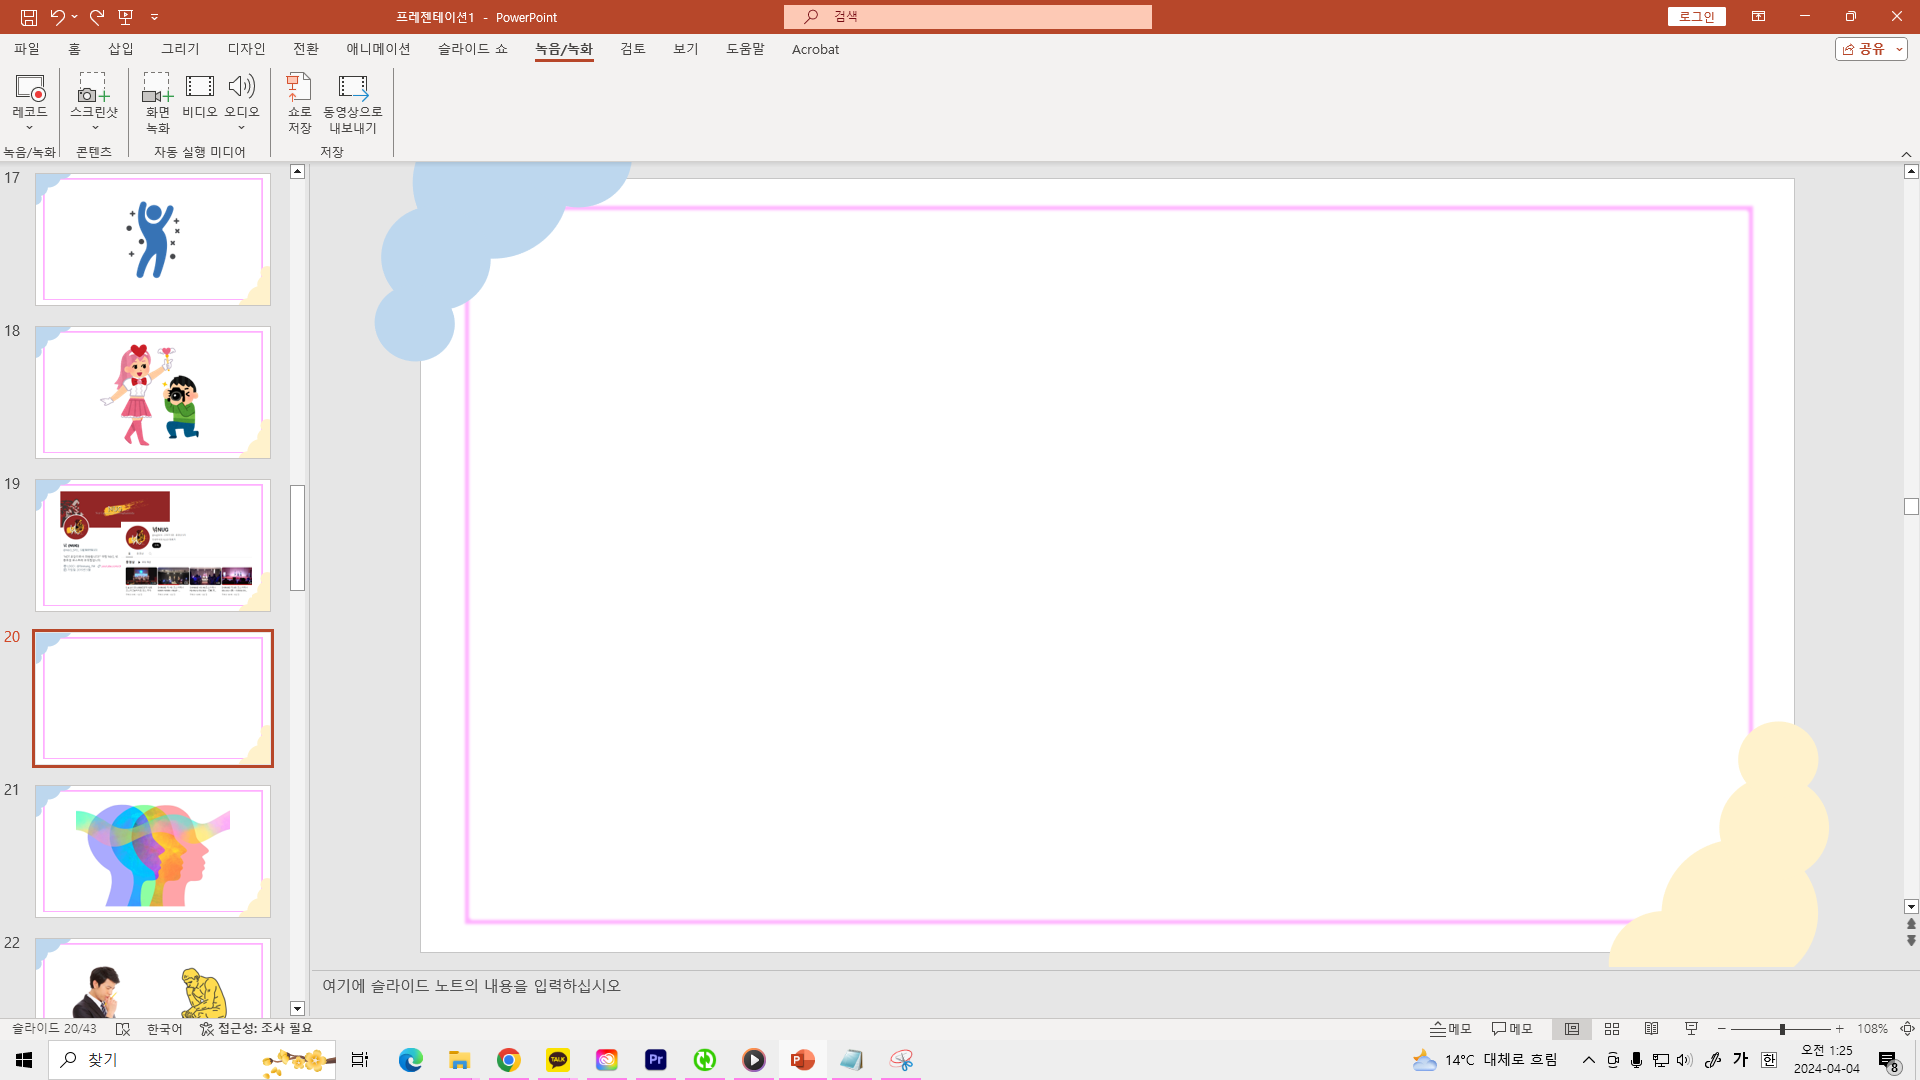 프레젠테이션1 - PowerPoint
검색
로그인
파일 홈 삽입 그리기 디자인 전환 애니메이션 슬라이드 쇼 녹음/녹화 검토 보기 도움말 Acrobat
공유
레코드
스크린샷
화면 녹화
비디오
오디오
쇼로 저장
동영상으로 내보내기
녹음/녹화
콘텐츠
자동 실행 미디어
저장
17
18
19
20
21
22
여기에 슬라이드 노트의 내용을 입력하십시오
슬라이드 20/43
한국어
접근성: 조사 필요
메모
메모
108%
찾기
TALK
Pr
P
14°C 대체로 흐림
가
한
오전 1:25
2024-04-04
8